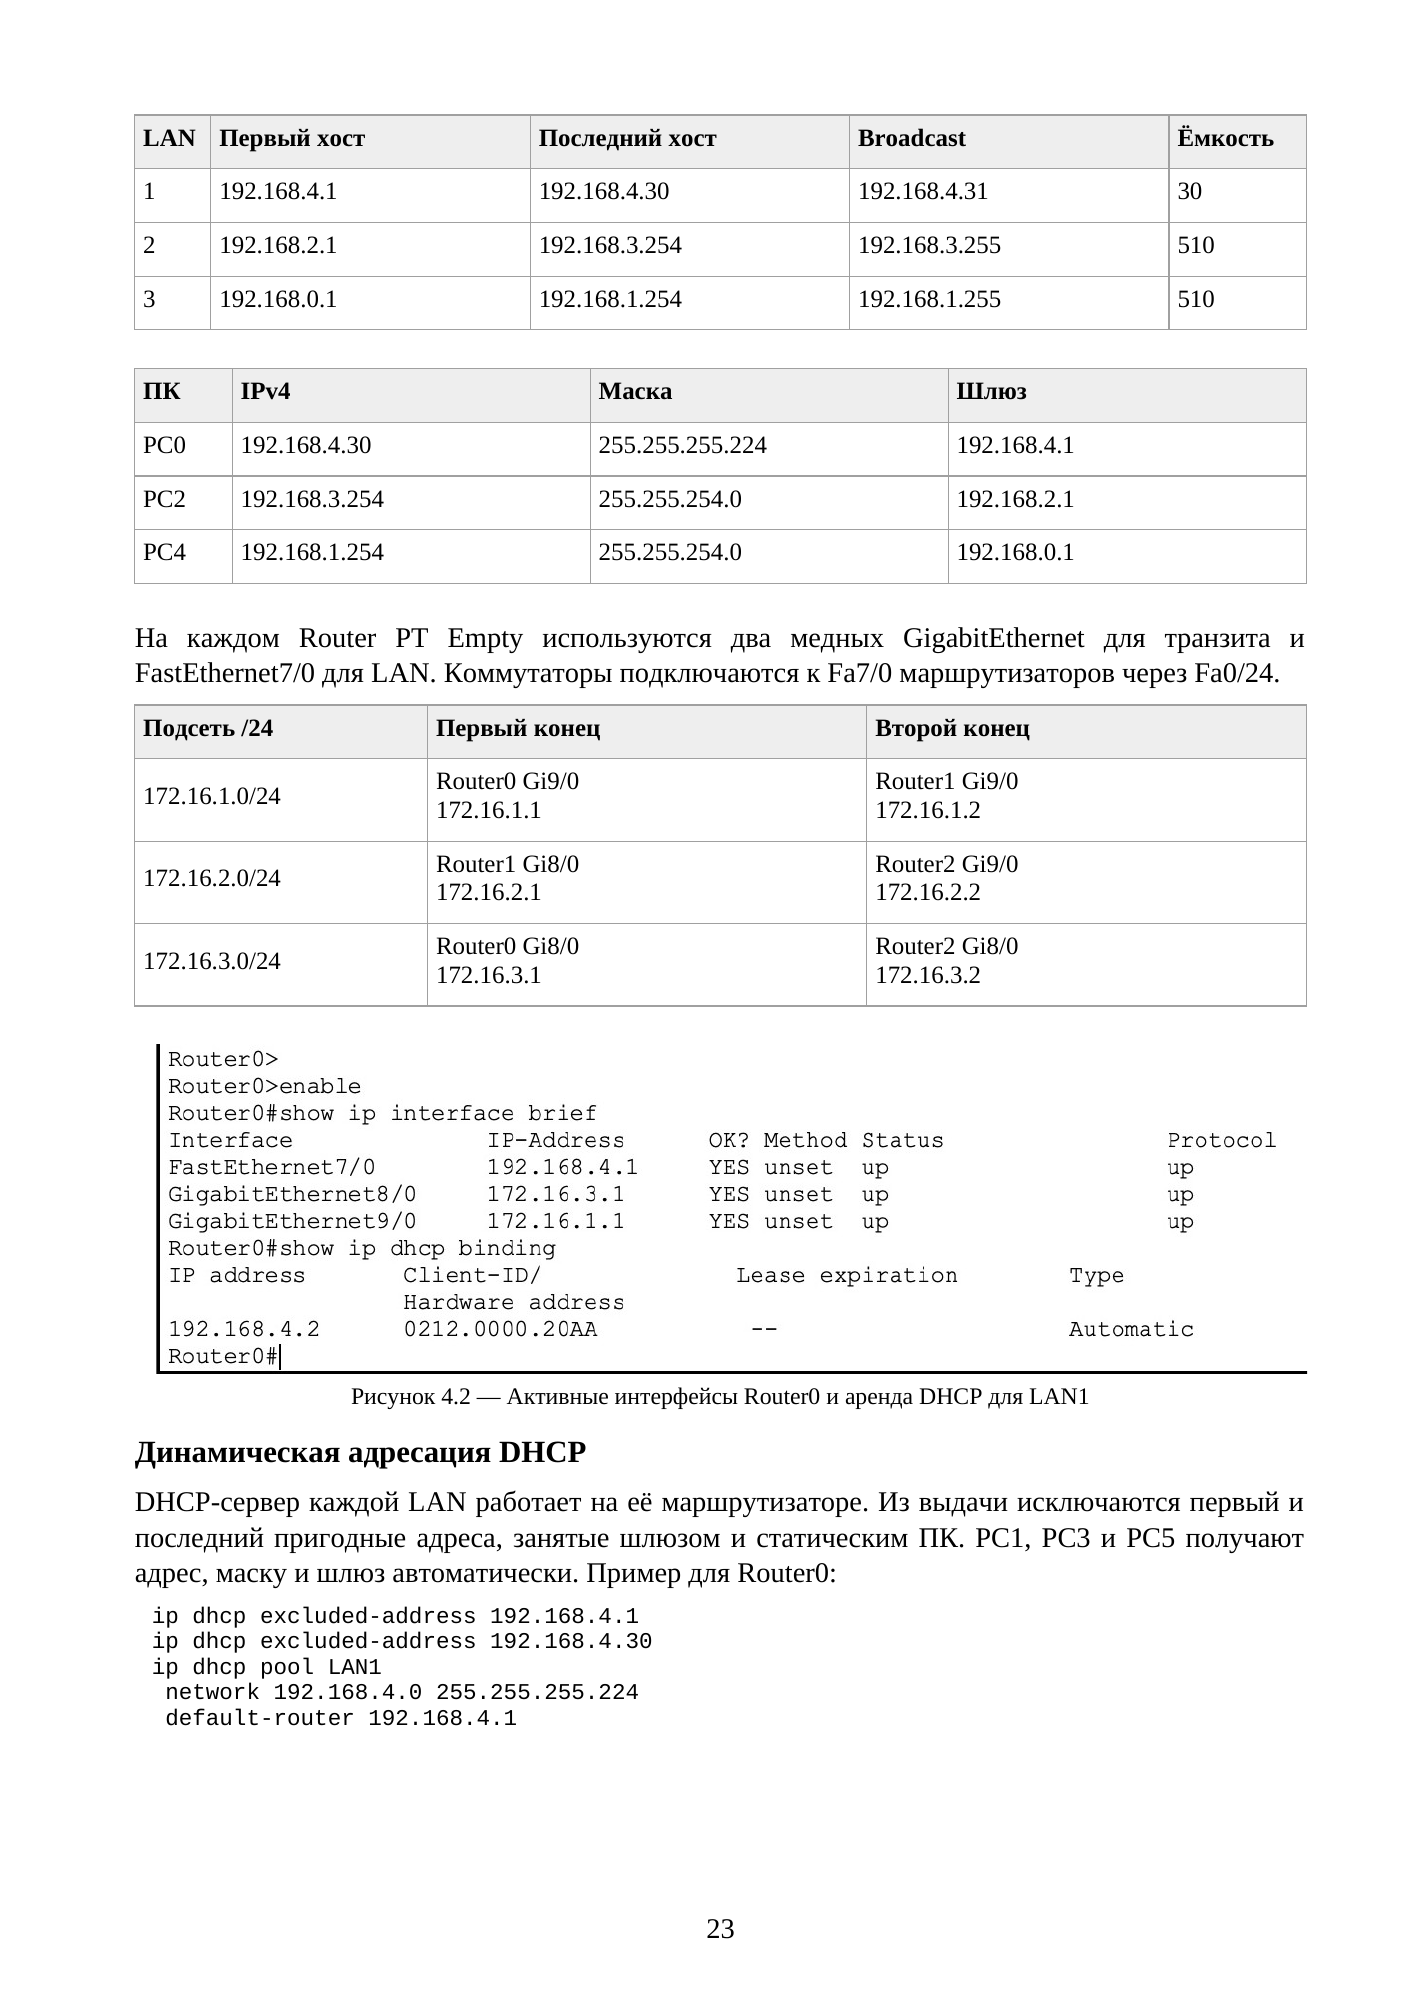 LAN Первый хост Последний хост Broadcast Ёмкость
1 192.168.4.1 192.168.4.30 192.168.4.31 30
2 192.168.2.1 192.168.3.254 192.168.3.255 510
3 192.168.0.1 192.168.1.254 192.168.1.255 510
ПК IPv4 Маска Шлюз
PC0 192.168.4.30 255.255.255.224 192.168.4.1
PC2 192.168.3.254 255.255.254.0 192.168.2.1
PC4 192.168.1.254 255.255.254.0 192.168.0.1
На каждом Router PT Empty используются два медных GigabitEthernet для транзита и
FastEthernet7/0 для LAN. Коммутаторы подключаются к Fa7/0 маршрутизаторов через Fa0/24.
Подсеть /24 Первый конец Второй конец
172.16.1.0/24 Router0 Gi9/0 Router1 Gi9/0
172.16.1.1 172.16.1.2
172.16.2.0/24 Router1 Gi8/0 Router2 Gi9/0
172.16.2.1 172.16.2.2
172.16.3.0/24 Router0 Gi8/0 Router2 Gi8/0
172.16.3.1 172.16.3.2
Router0>
Router0>enable
Router0#show ip interface brief
Interface IP-Address OK? Method Status Protocol
FastEthernet7/0 192.168.4.1 YES unset up up
GigabitEthernet8/0 172.16.3.1 YES unset up up
GigabitEthernet9/0 172.16.1.1 YES unset up up
Router0#show ip dhcp binding
IP address Client-ID/ Lease expiration Type
Hardware address
192.168.4.2 0212.0000.20AA -- Automatic
Router0#
Рисунок 4.2 — Активные интерфейсы Router0 и аренда DHCP для LAN1
Динамическая адресация DHCP
DHCP-сервер каждой LAN работает на её маршрутизаторе. Из выдачи исключаются первый и
последний пригодные адреса, занятые шлюзом и статическим ПК. PC1, PC3 и PC5 получают
адрес, маску и шлюз автоматически. Пример для Router0:
ip dhcp excluded-address 192.168.4.1
ip dhcp excluded-address 192.168.4.30
ip dhcp pool LAN1
network 192.168.4.0 255.255.255.224
default-router 192.168.4.1
23